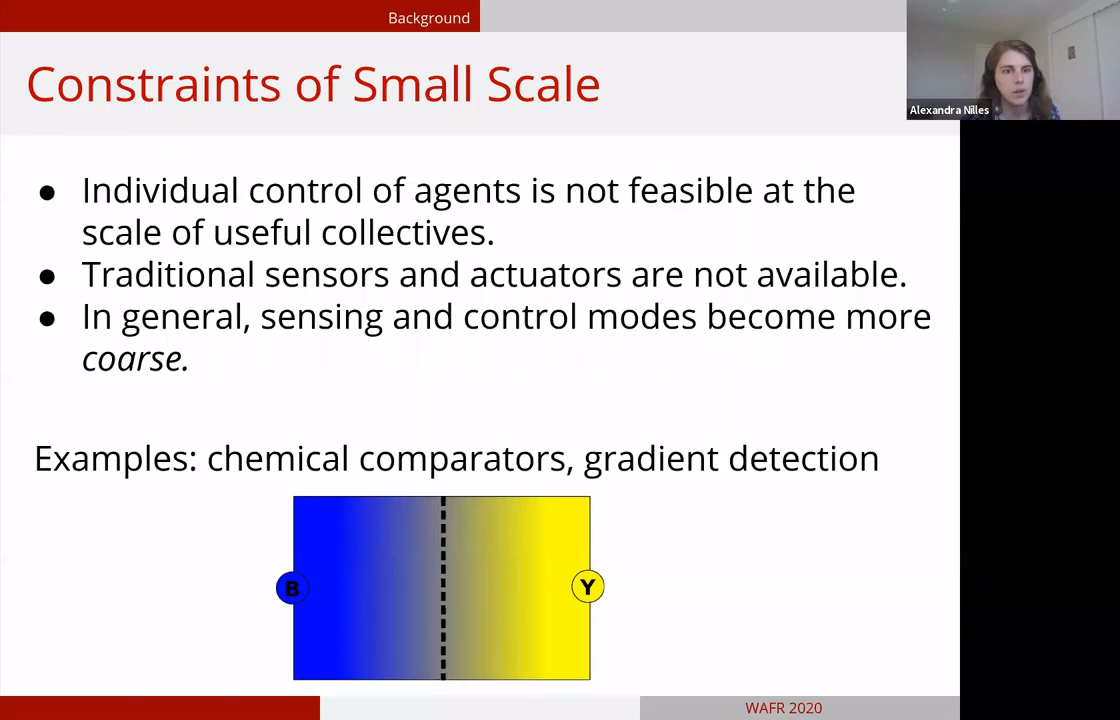 Background
Constraints of Small Scale
Alexandra Nilles
● Individual control of agents is not feasible at the
scale of useful collectives.
● Traditional sensors and actuators are not available.
● In general, sensing and control modes become more
coarse.
Examples: chemical comparators, gradient detection
B
Y
WAFR 2020